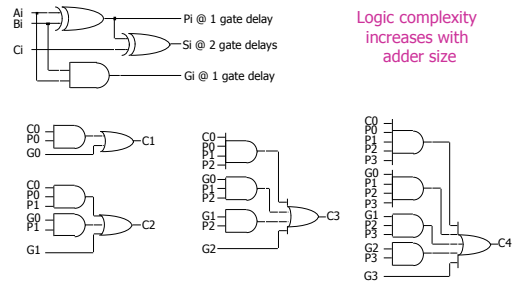 Ai
Bi
Ci
Pi @ 1 gate delay
Si @ 2 gate delays
Gi @ 1 gate delay
Logic complexity
increases with
adder size
C0
P0
G0
C1
C0
P0
P1
G0
P1
G1
C2
C0
P0
P1
P2
G0
P1
P2
G1
P2
G2
C3
C0
P0
P1
P2
P3
G0
P1
P2
P3
G1
P2
P3
G2
P3
G3
C4